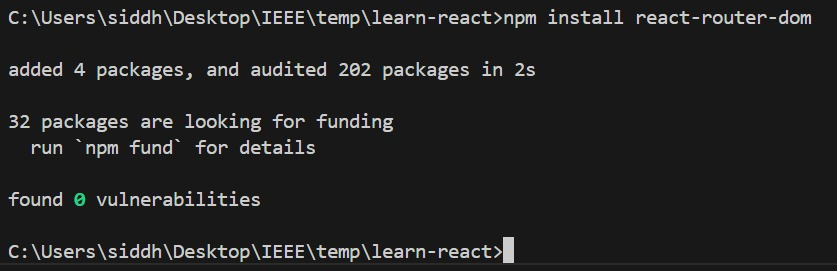 C:\Users\siddh\Desktop\IEEE\temp\learn-react>npm install react-router-dom
added 4 packages, and audited 202 packages in 2s
32 packages are looking for funding
  run `npm fund` for details
found 0 vulnerabilities
C:\Users\siddh\Desktop\IEEE\temp\learn-react>